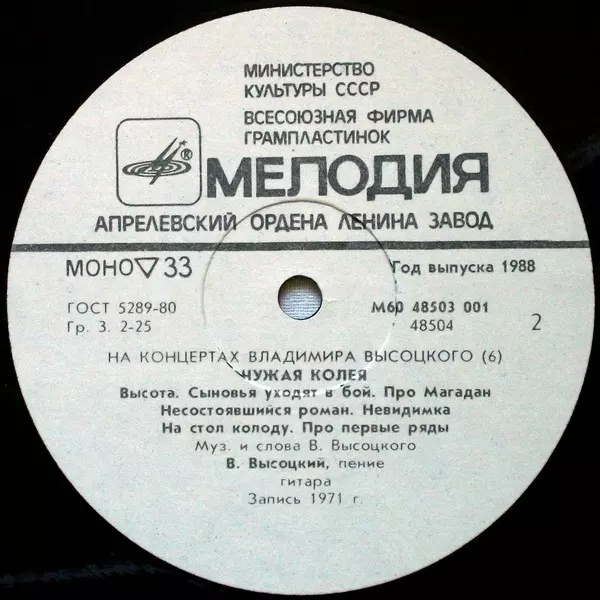 МИНИСТЕРСТВО
КУЛЬТУРЫ СССР
ВСЕСОЮЗНАЯ ФИРМА
ГРАМПЛАСТИНОК
®
МЕЛОДИЯ
АПРЕЛЕВСКИЙ ОРДЕНА ЛЕНИНА ЗАВОД
МОНО ▽ 33
Год выпуска 1988
ГОСТ 5289-80
М60 48503 001
Гр. 3. 2-25
48504
2
НА КОНЦЕРТАХ ВЛАДИМИРА ВЫСОЦКОГО (6)
ЧУЖАЯ КОЛЕЯ
Высота. Сыновья уходят в бой. Про Магадан
Несостоявшийся роман. Невидимка
На стол колоду. Про первые ряды
Муз. и слова В. Высоцкого
В. Высоцкий, пение
гитара
Запись 1971 г.